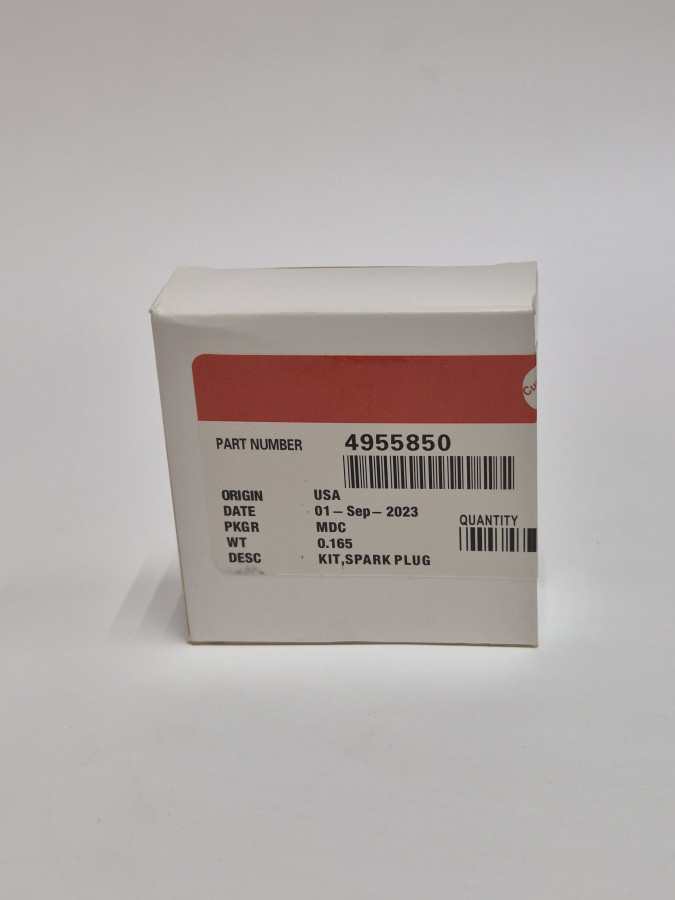 Cu
PART NUMBER 4955850
ORIGIN USA
DATE 01-Sep-2023
PKGR MDC
QUANTITY
WT 0.165
DESC KIT,SPARK PLUG